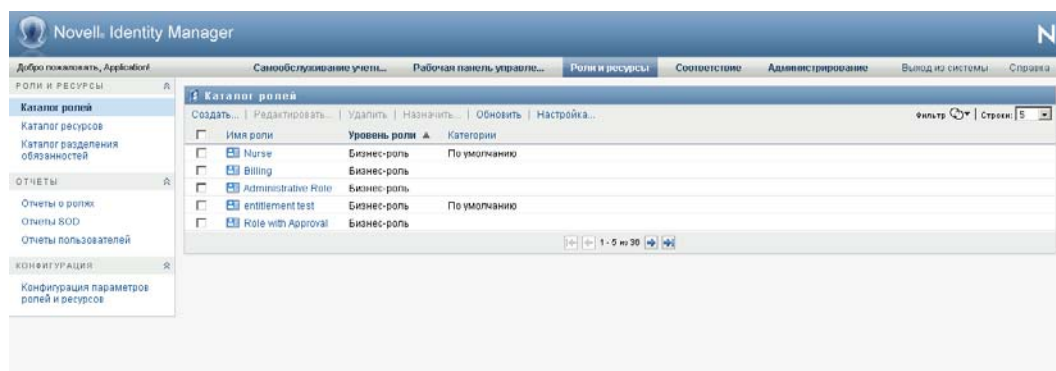 Novell. Identity Manager
N
Добро пожаловать, Application!
Самообслуживание учетн...
Рабочая панель управле...
Роли и ресурсы
Соответствие
Администрирование
Выход из системы
Справка
РОЛИ И РЕСУРСЫ
Каталог ролей
Каталог ресурсов
Каталог разделения
обязанностей
ОТЧЕТЫ
Отчеты о ролях
Отчеты SOD
Отчеты пользователей
КОНФИГУРАЦИЯ
Конфигурация параметров
ролей и ресурсов
Каталог ролей
Создать... | Редактировать... | Удалить | Назначить... | Обновить | Настройка...
Фильтр | Строки: 5
Имя роли Уровень роли Категории
Nurse Бизнес-роль По умолчанию
Billing Бизнес-роль
Administrative Role Бизнес-роль
entitlement test Бизнес-роль По умолчанию
Role with Approval Бизнес-роль
1 - 5 из 30